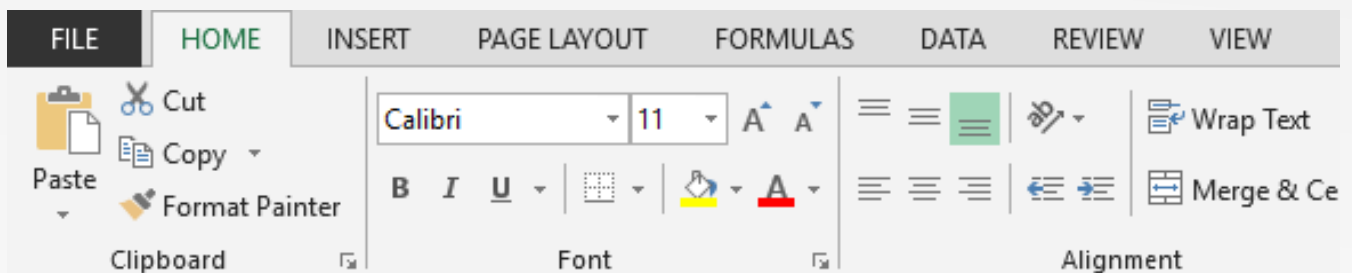 FILE HOME INSERT PAGE LAYOUT FORMULAS DATA REVIEW VIEW
Cut
Calibri 11 A A Wrap Text
Copy
Paste
B I U A Merge & Ce
Format Painter
Clipboard Font Alignment